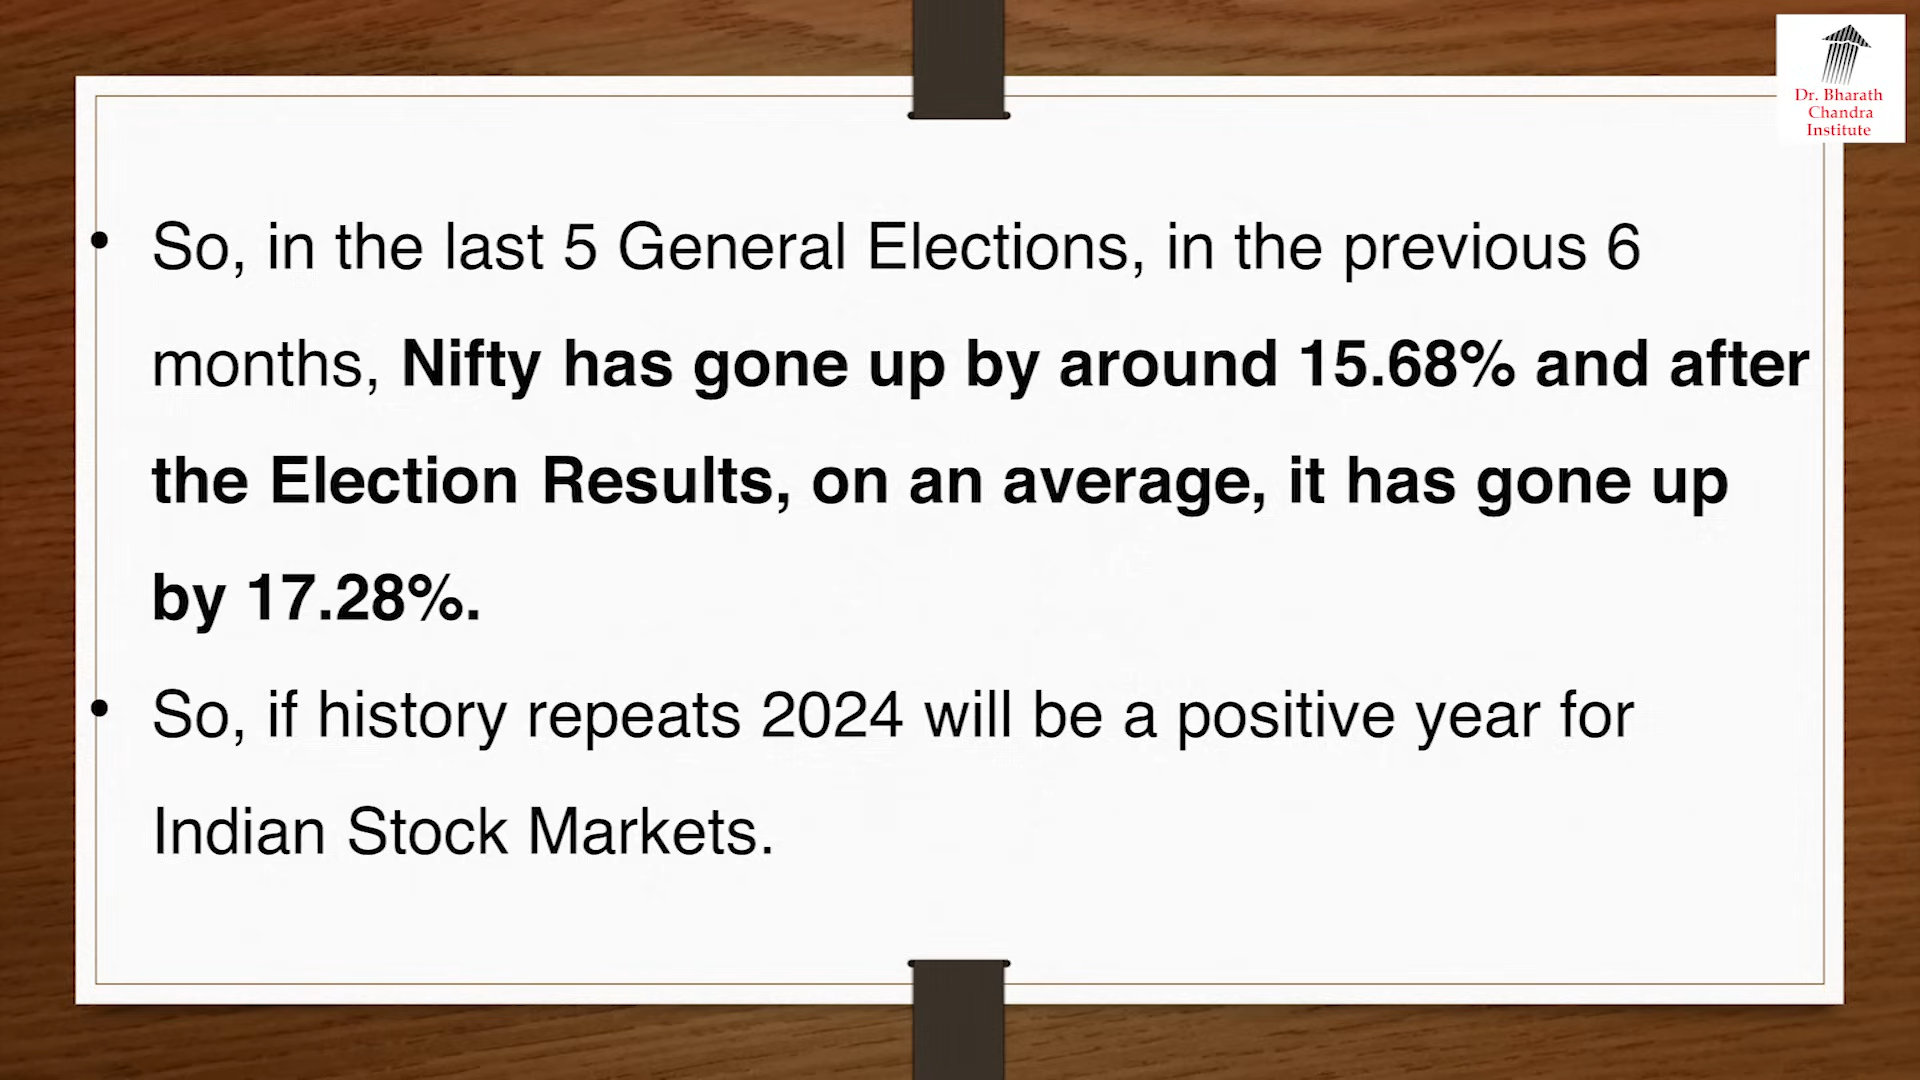 Dr. Bharath
Chandra
Institute
• So, in the last 5 General Elections, in the previous 6
months, Nifty has gone up by around 15.68% and after
the Election Results, on an average, it has gone up
by 17.28%.
• So, if history repeats 2024 will be a positive year for
Indian Stock Markets.